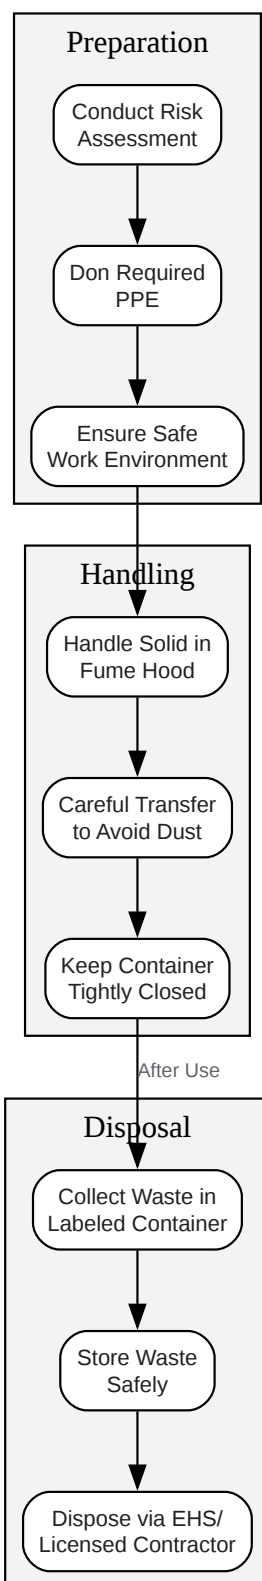 Preparation
Conduct Risk
Assessment
Don Required
PPE
Ensure Safe
Work Environment
Handling
Handle Solid in
Fume Hood
Careful Transfer
to Avoid Dust
Keep Container
Tightly Closed
After Use
Disposal
Collect Waste in
Labeled Container
Store Waste
Safely
Dispose via EHS/
Licensed Contractor